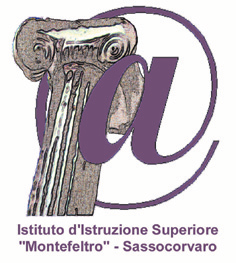 @
Istituto d'Istruzione Superiore
"Montefeltro" - Sassocorvaro